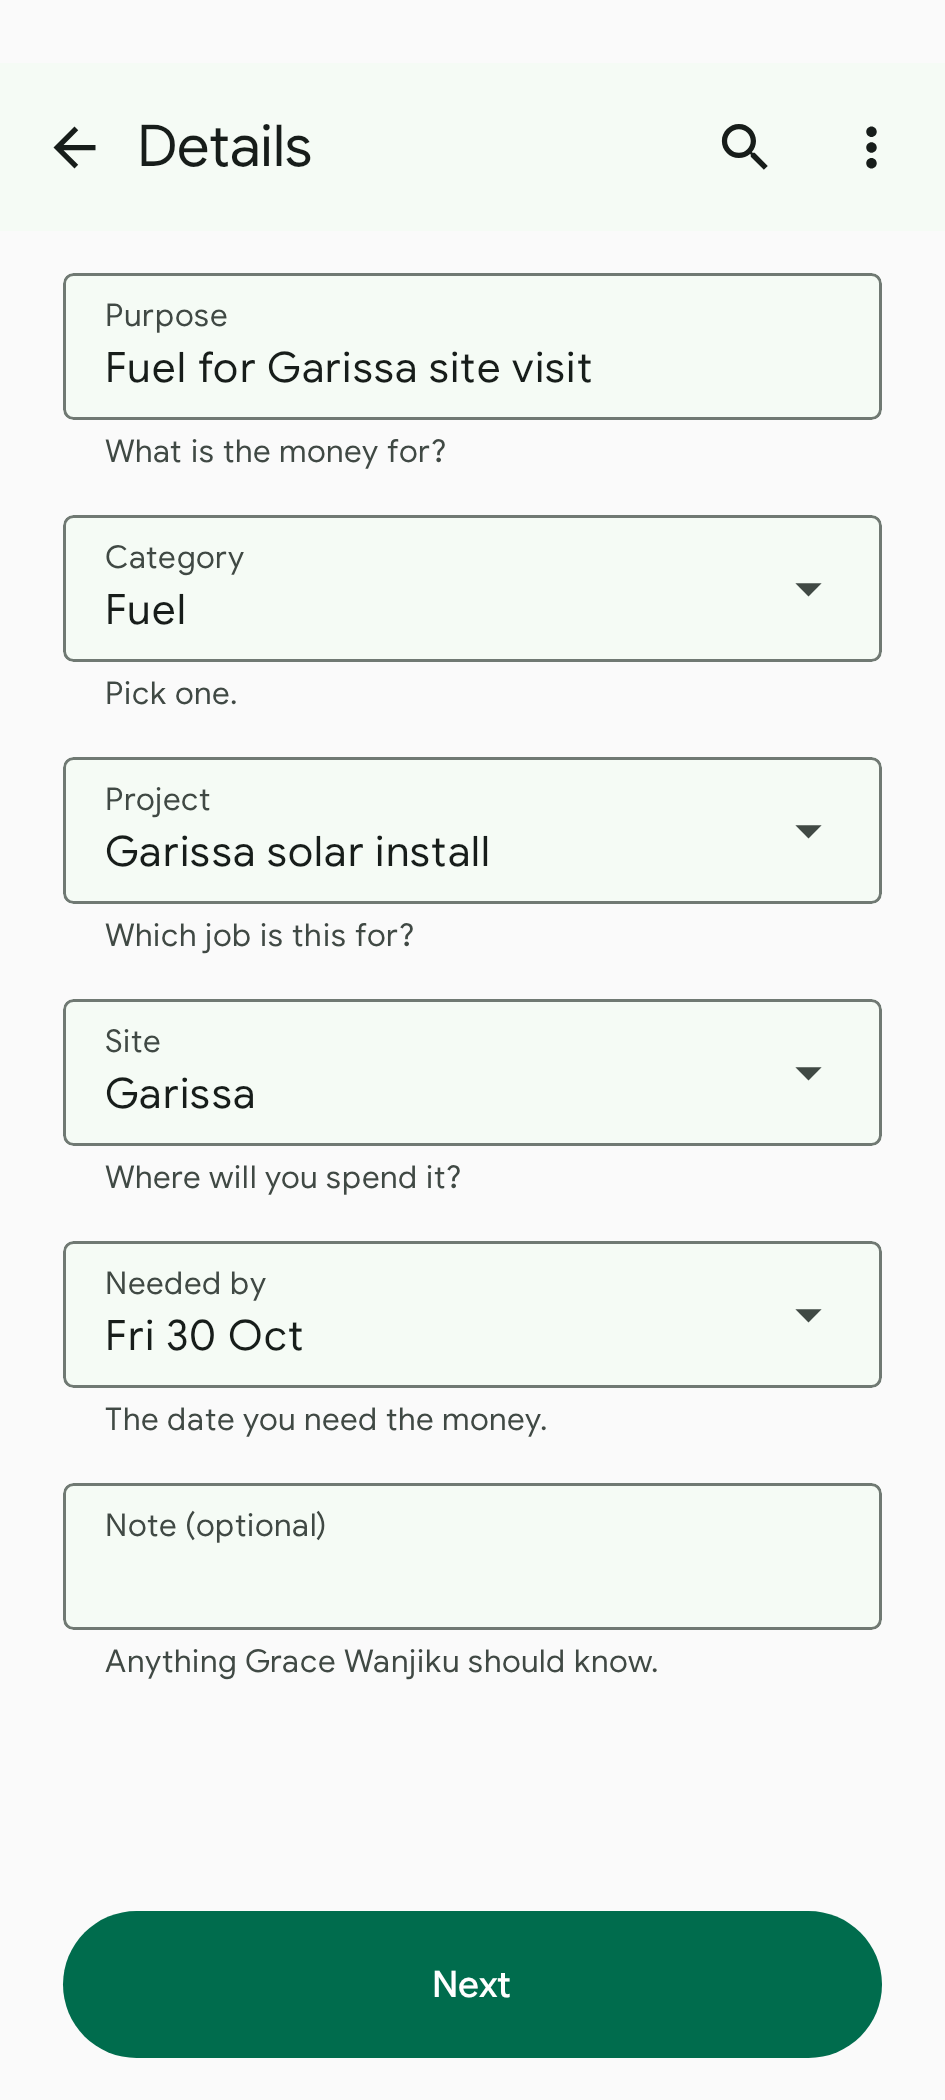 Details
Purpose
Fuel for Garissa site visit
What is the money for?
Category
Fuel
Pick one.
Project
Garissa solar install
Which job is this for?
Site
Garissa
Where will you spend it?
Needed by
Fri 30 Oct
The date you need the money.
Note (optional)
Anything Grace Wanjiku should know.
Next